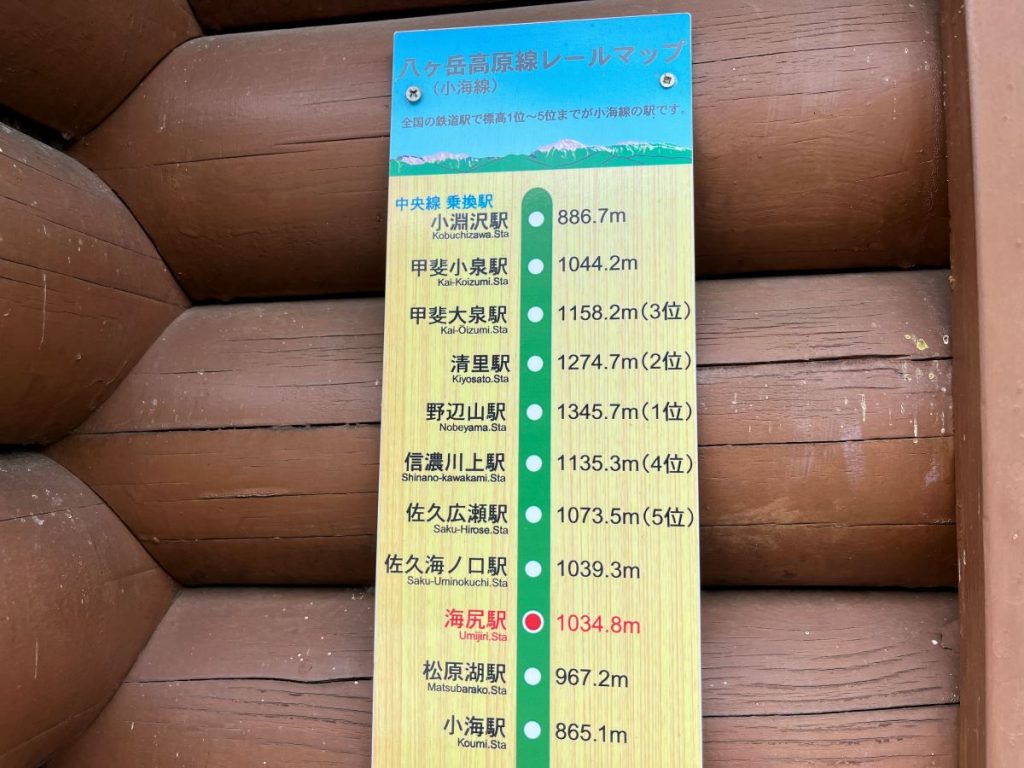 八ヶ岳高原線レールマップ
(小海線)
全国の鉄道駅で標高1位～5位までが小海線の駅です。
中央線 乗換駅
小淵沢駅 886.7m
Kobuchizawa.Sta
甲斐小泉駅 1044.2m
Kai-Koizumi.Sta
甲斐大泉駅 1158.2m(3位)
Kai-Ōizumi.Sta
清里駅 1274.7m(2位)
Kiyosato.Sta
野辺山駅 1345.7m(1位)
Nobeyama.Sta
信濃川上駅 1135.3m(4位)
Shinano-kawakami.Sta
佐久広瀬駅 1073.5m(5位)
Saku-Hirose.Sta
佐久海ノ口駅 1039.3m
Saku-Uminokuchi.Sta
海尻駅 1034.8m
Umijiri.Sta
松原湖駅 967.2m
Matsubarako.Sta
小海駅 865.1m
Koumi.Sta